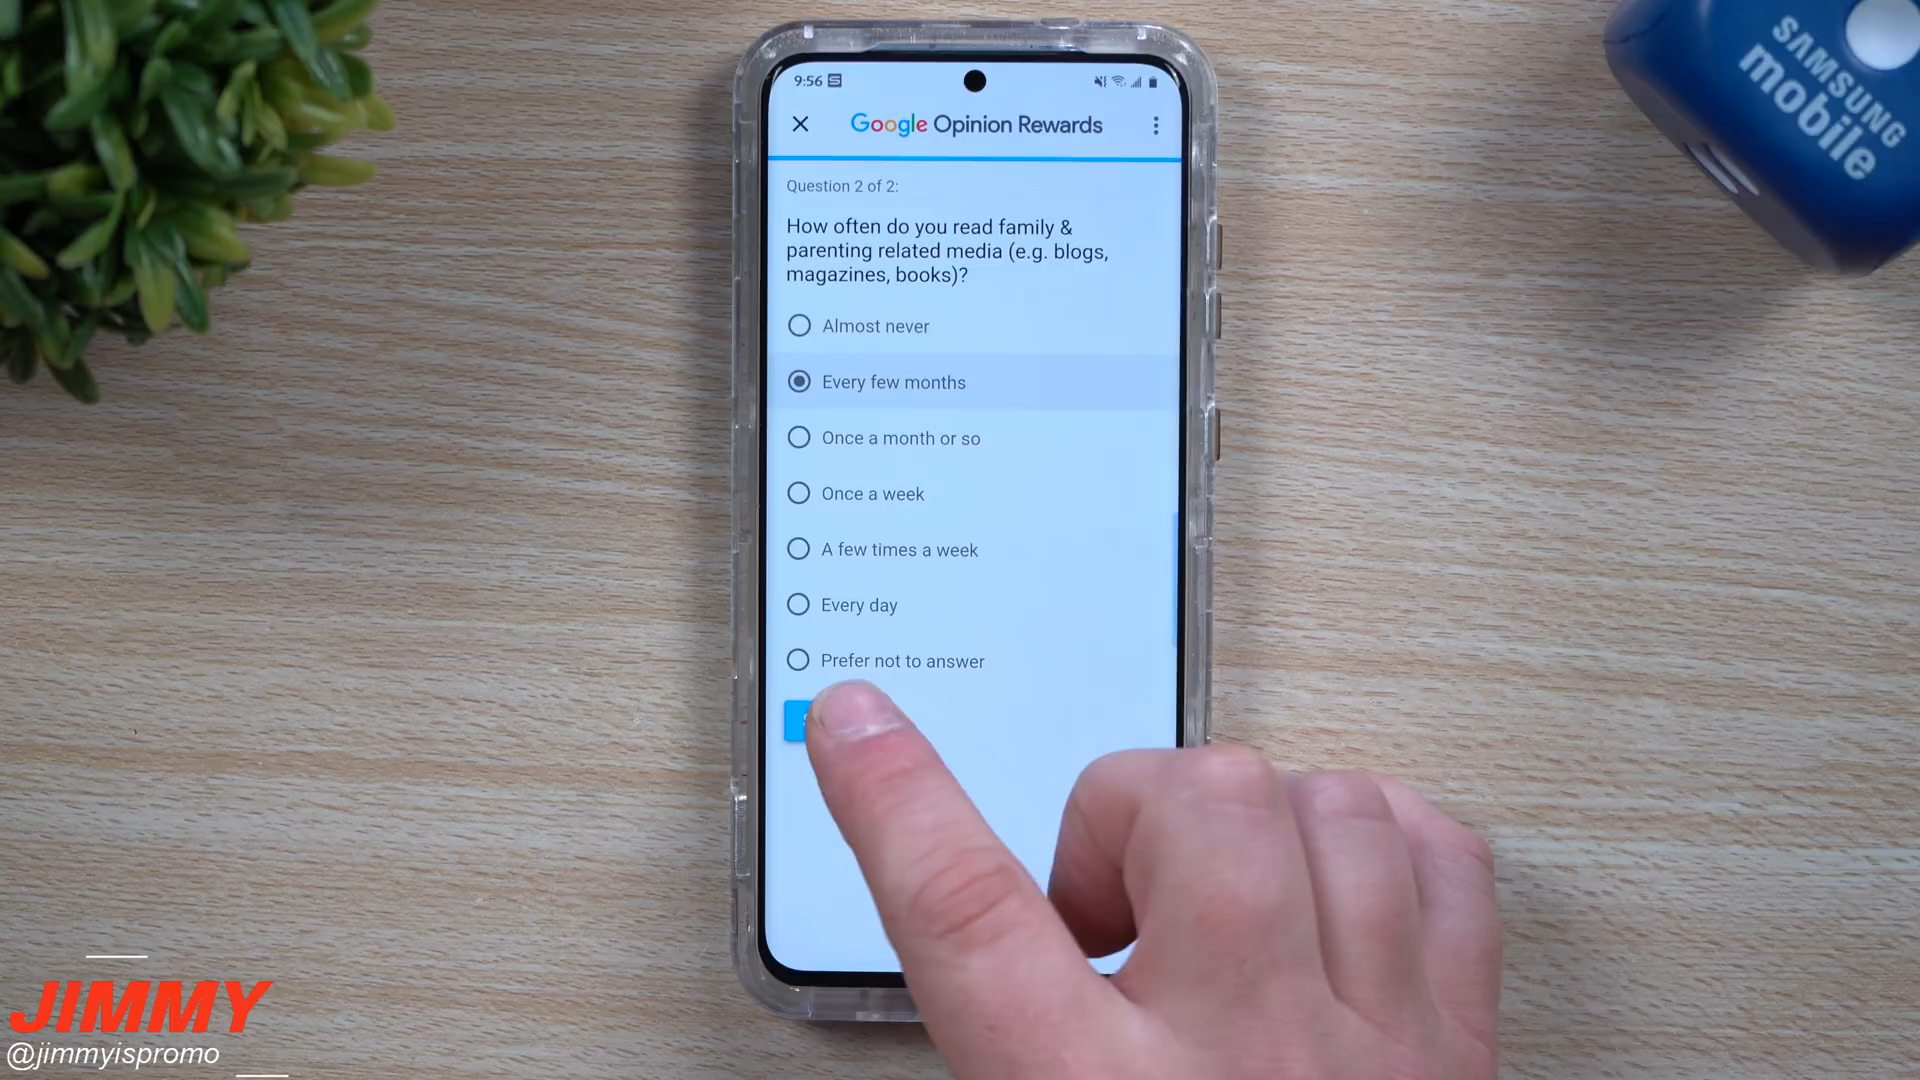 9:56
Google Opinion Rewards
Question 2 of 2:
How often do you read family &
parenting related media (e.g. blogs,
magazines, books)?
Almost never
Every few months
Once a month or so
Once a week
A few times a week
Every day
Prefer not to answer
SAMSUNG
mobile
JIMMY
@jimmyispromo